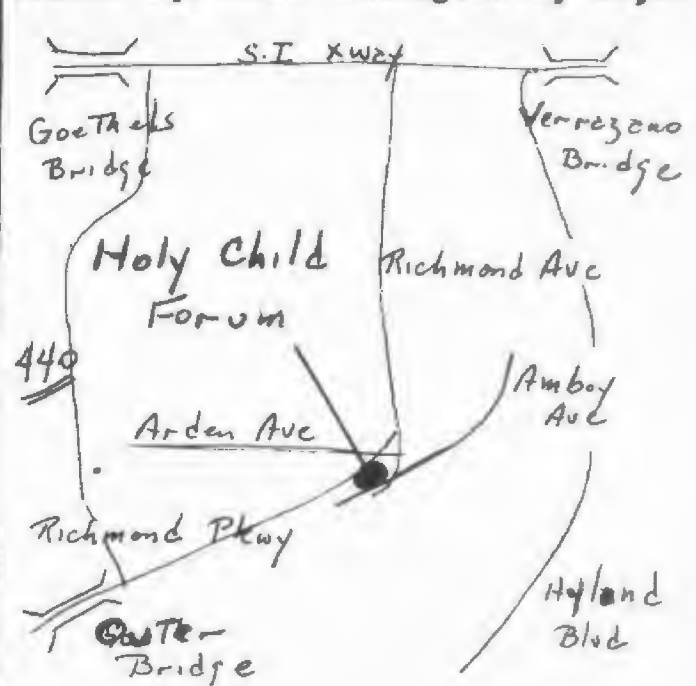 S.I. Xway
Goethals
Bridge
Verrazano
Bridge
Holy Child
Forum
Richmond Ave
440
Amboy
Ave
Arden Ave
Richmond Pkwy
Hyland
Blvd
Bridge